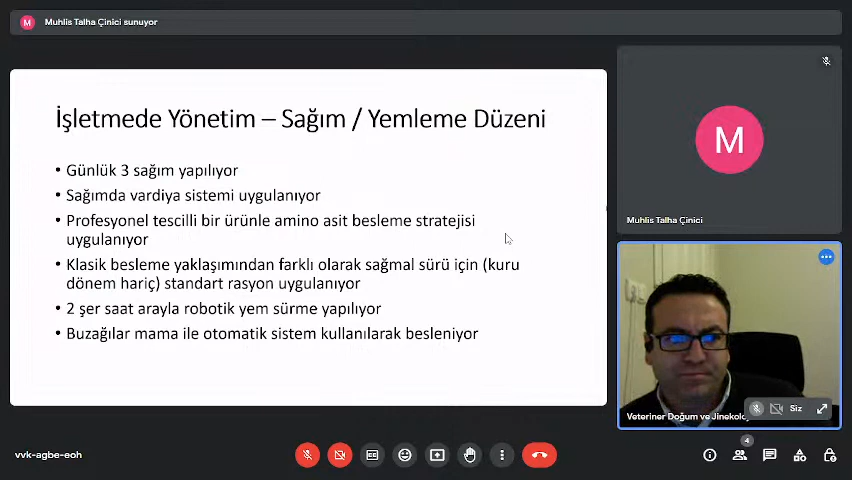 M
Muhlis Talha Çinici sunuyor
İşletmede Yönetim – Sağım / Yemleme Düzeni
• Günlük 3 sağım yapılıyor
• Sağımda vardiya sistemi uygulanıyor
• Profesyonel tescilli bir ürünle amino asit besleme stratejisi
uygulanıyor
• Klasik besleme yaklaşımından farklı olarak sağmal sürü için (kuru
dönem hariç) standart rasyon uygulanıyor
• 2 şer saat arayla robotik yem sürme yapılıyor
• Buzağılar mama ile otomatik sistem kullanılarak besleniyor
M
Muhlis Talha Çinici
Veteriner Doğum ve Jinekoloj
Siz
vvk-agbe-eoh
4